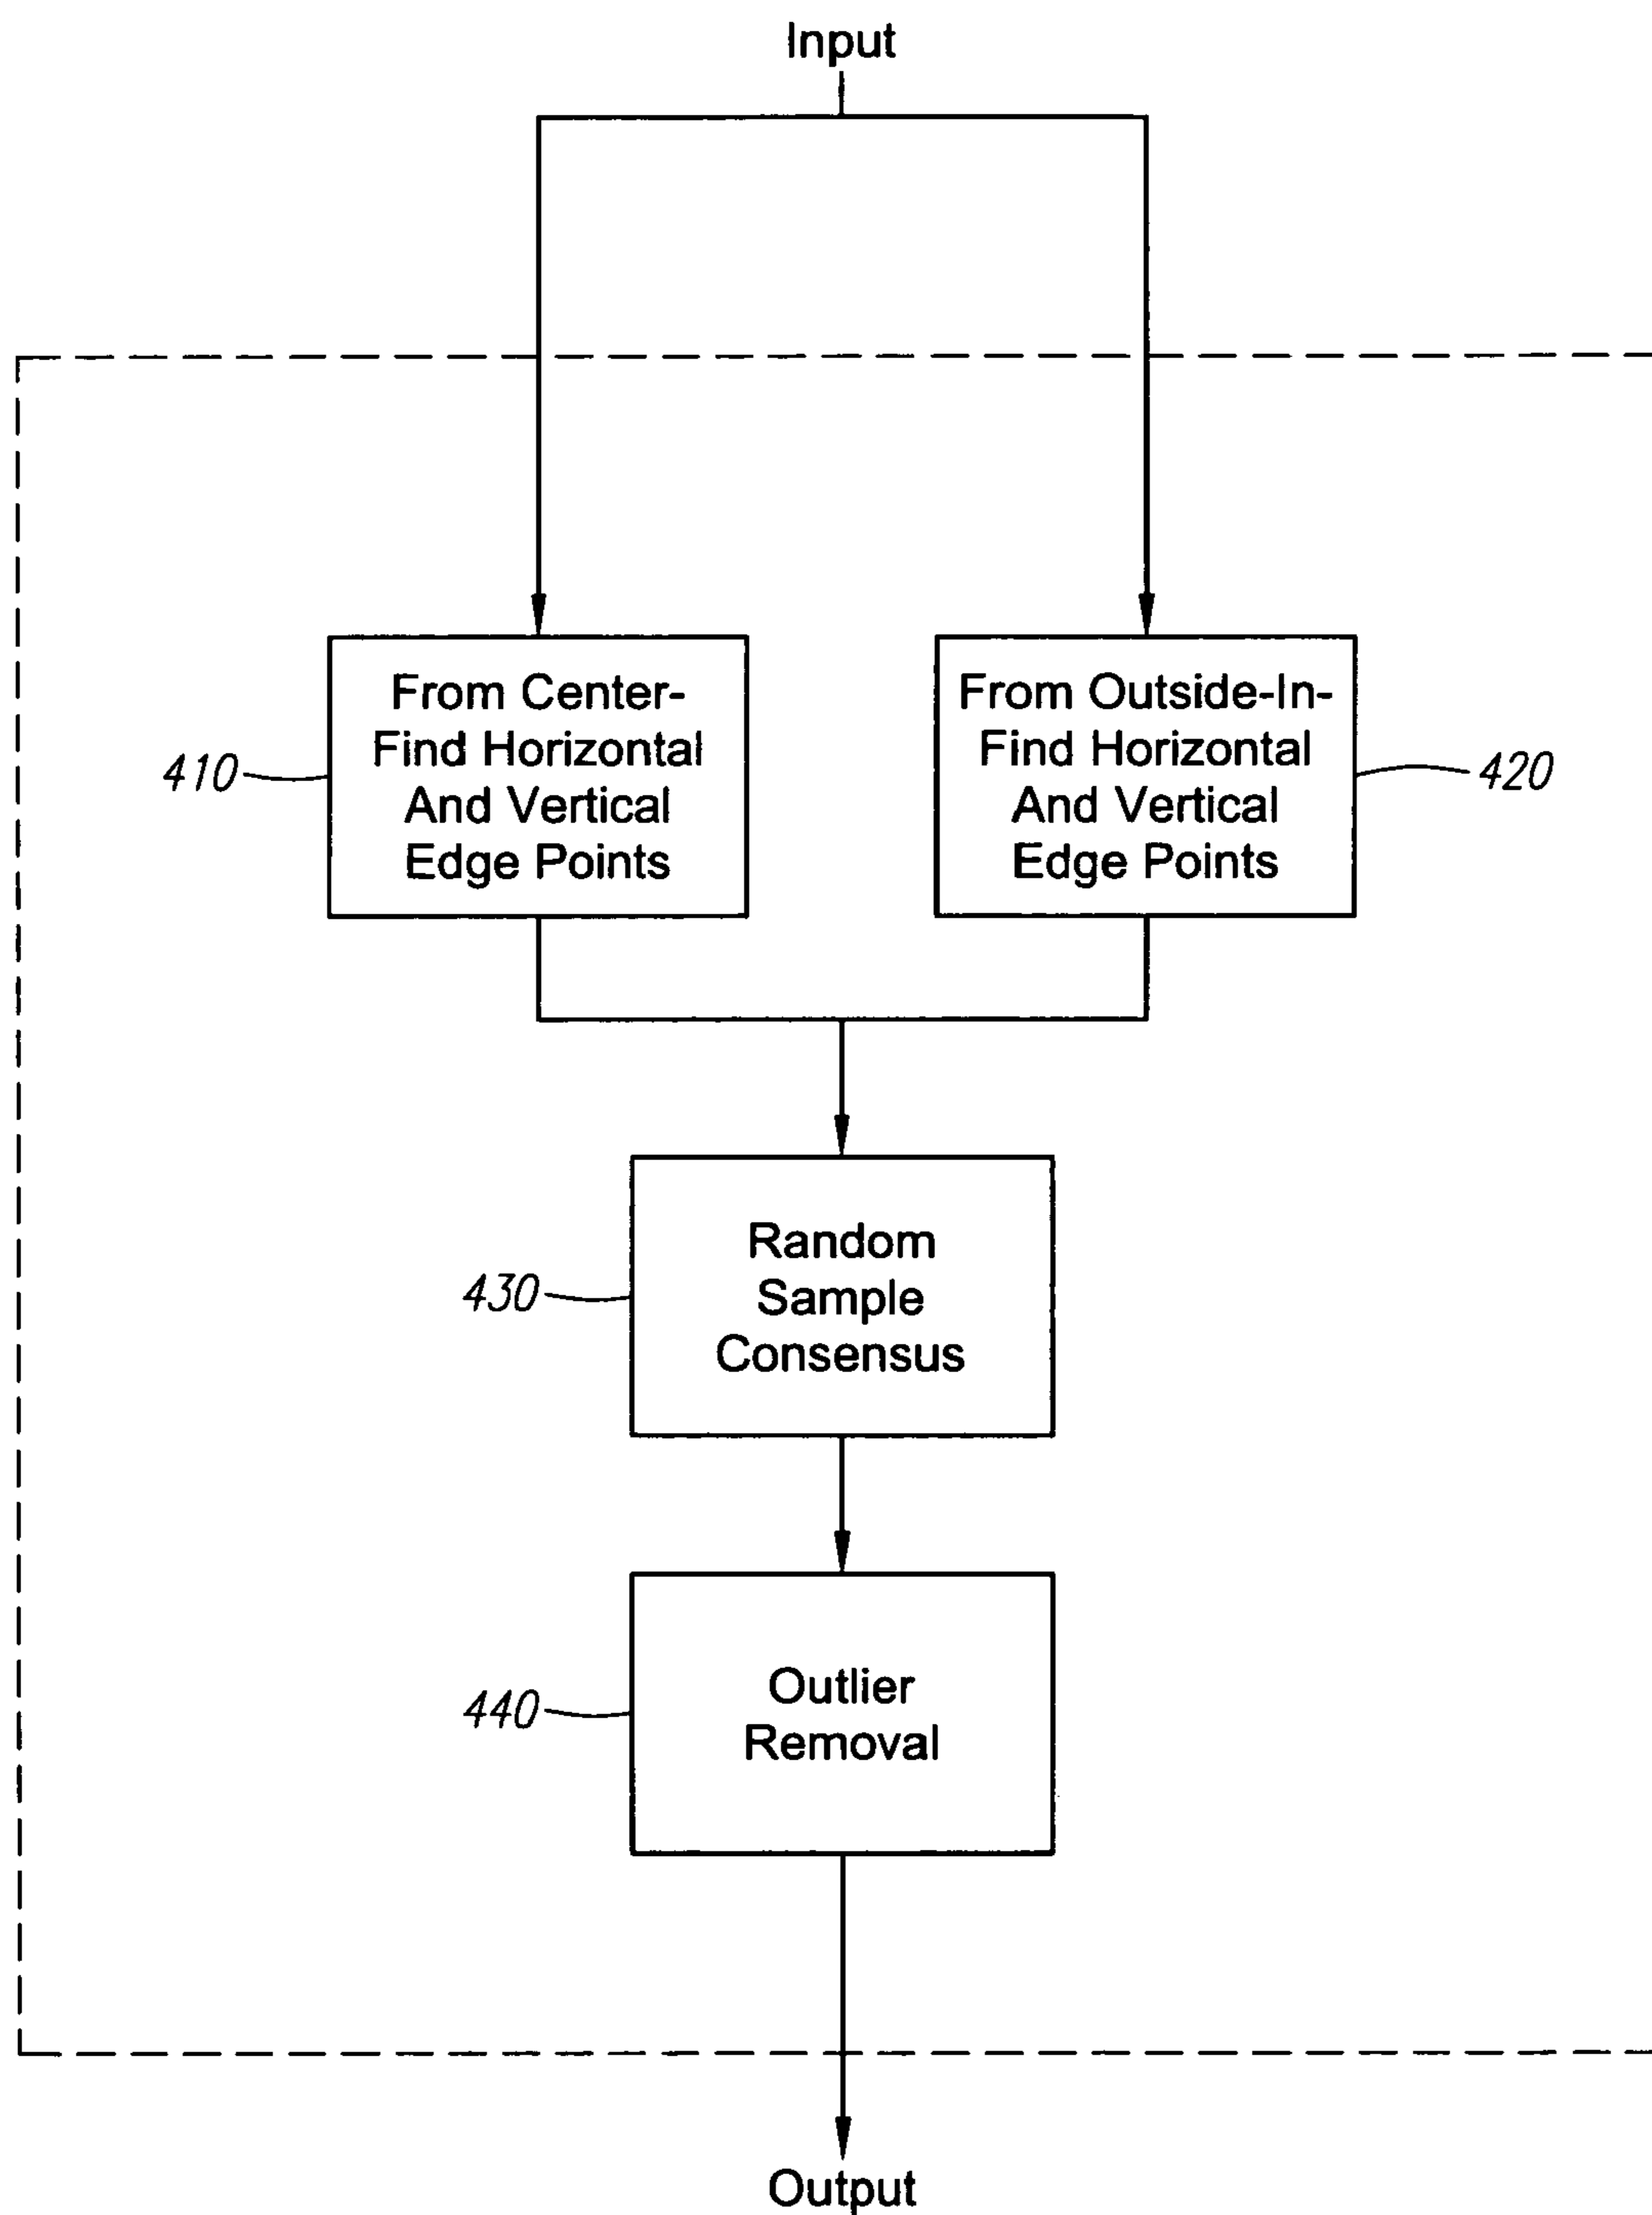 Input
From Center-
Find Horizontal
And Vertical
Edge Points
410
From Outside-In-
Find Horizontal
And Vertical
Edge Points
420
Random
Sample
Consensus
430
Outlier
Removal
440
Output